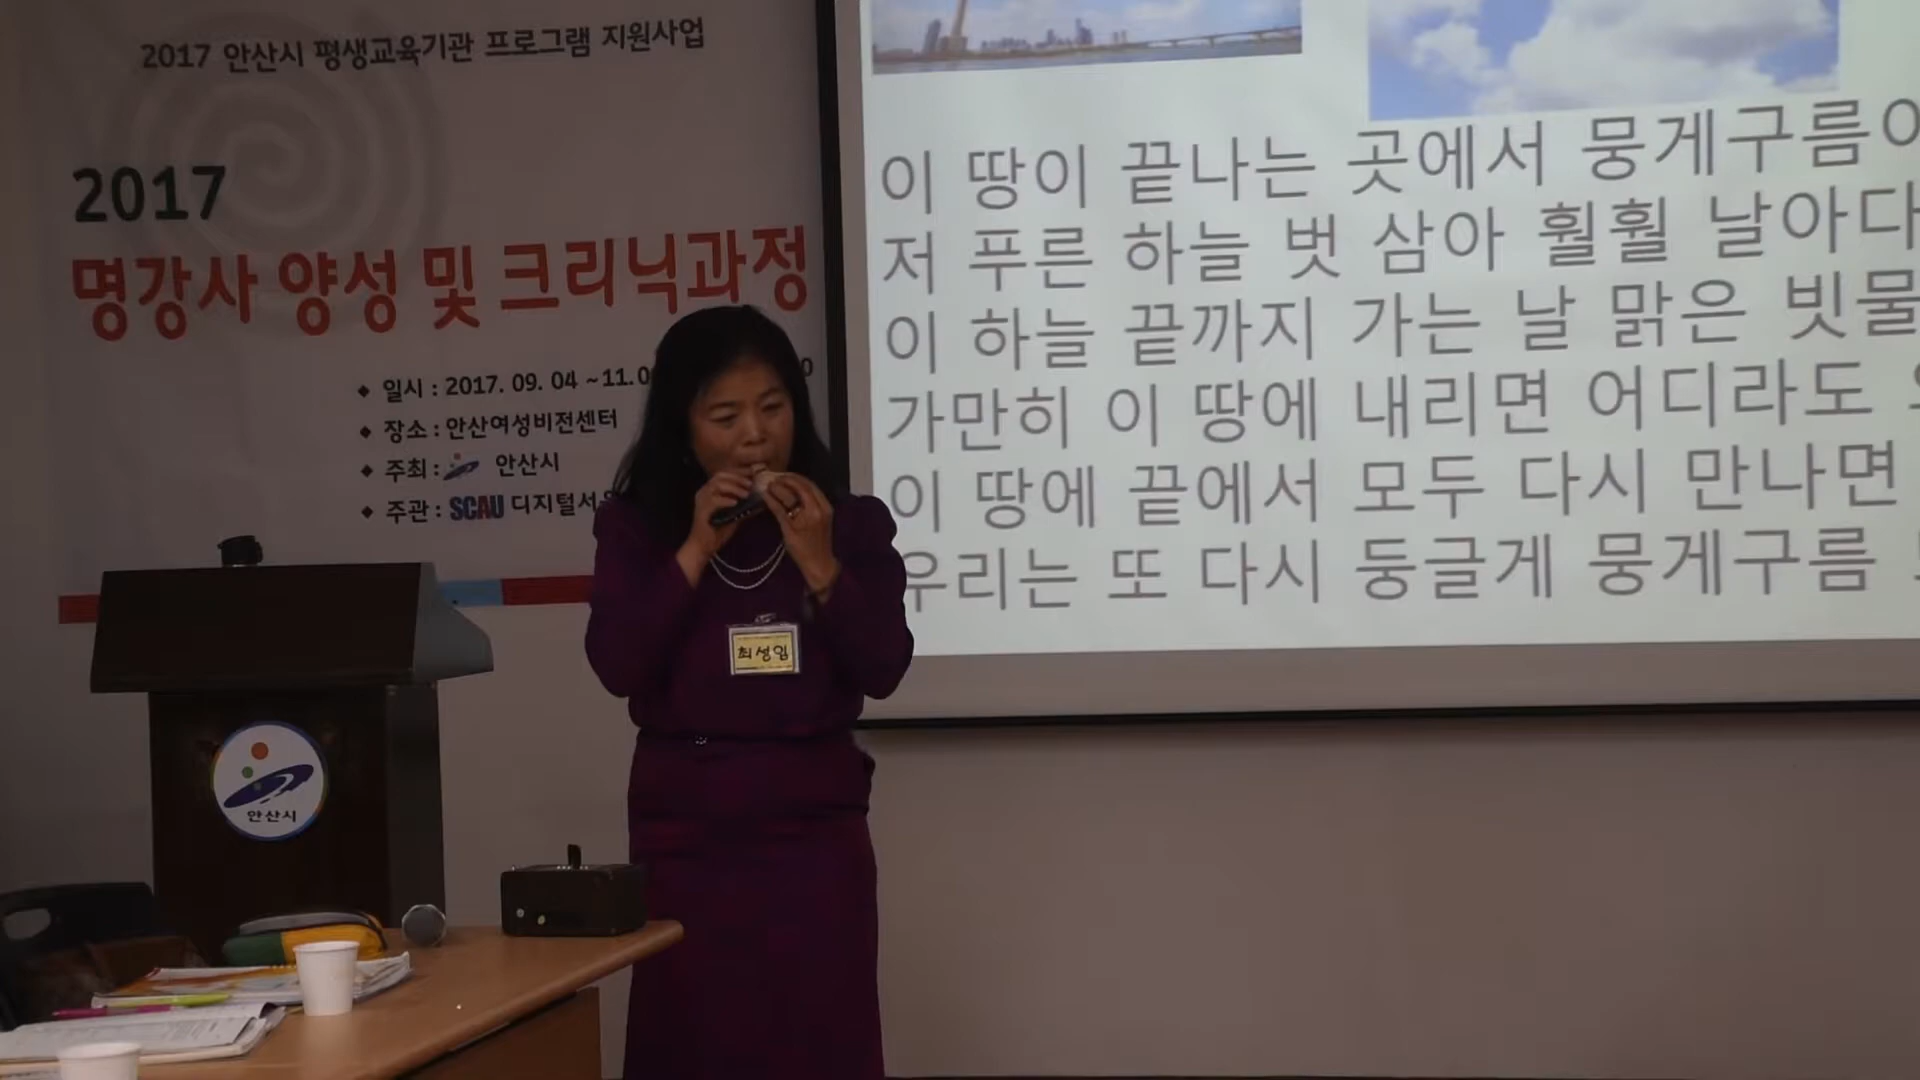 2017 안산시 평생교육기관 프로그램 지원사업
2017
명강사 양성 및 크리닉과정
◆ 일시 : 2017. 09. 04 ~ 11.0
◆ 장소 : 안산여성비전센터
◆ 주최 : 안산시
◆ 주관 : SCAU 디지털서울
이 땅이 끝나는 곳에서 뭉게구름이
저 푸른 하늘 벗 삼아 훨훨 날아다
이 하늘 끝까지 가는 날 맑은 빗물
가만히 이 땅에 내리면 어디라도
이 땅에 끝에서 모두 다시 만나면
우리는 또 다시 둥글게 뭉게구름
최성임
안산시